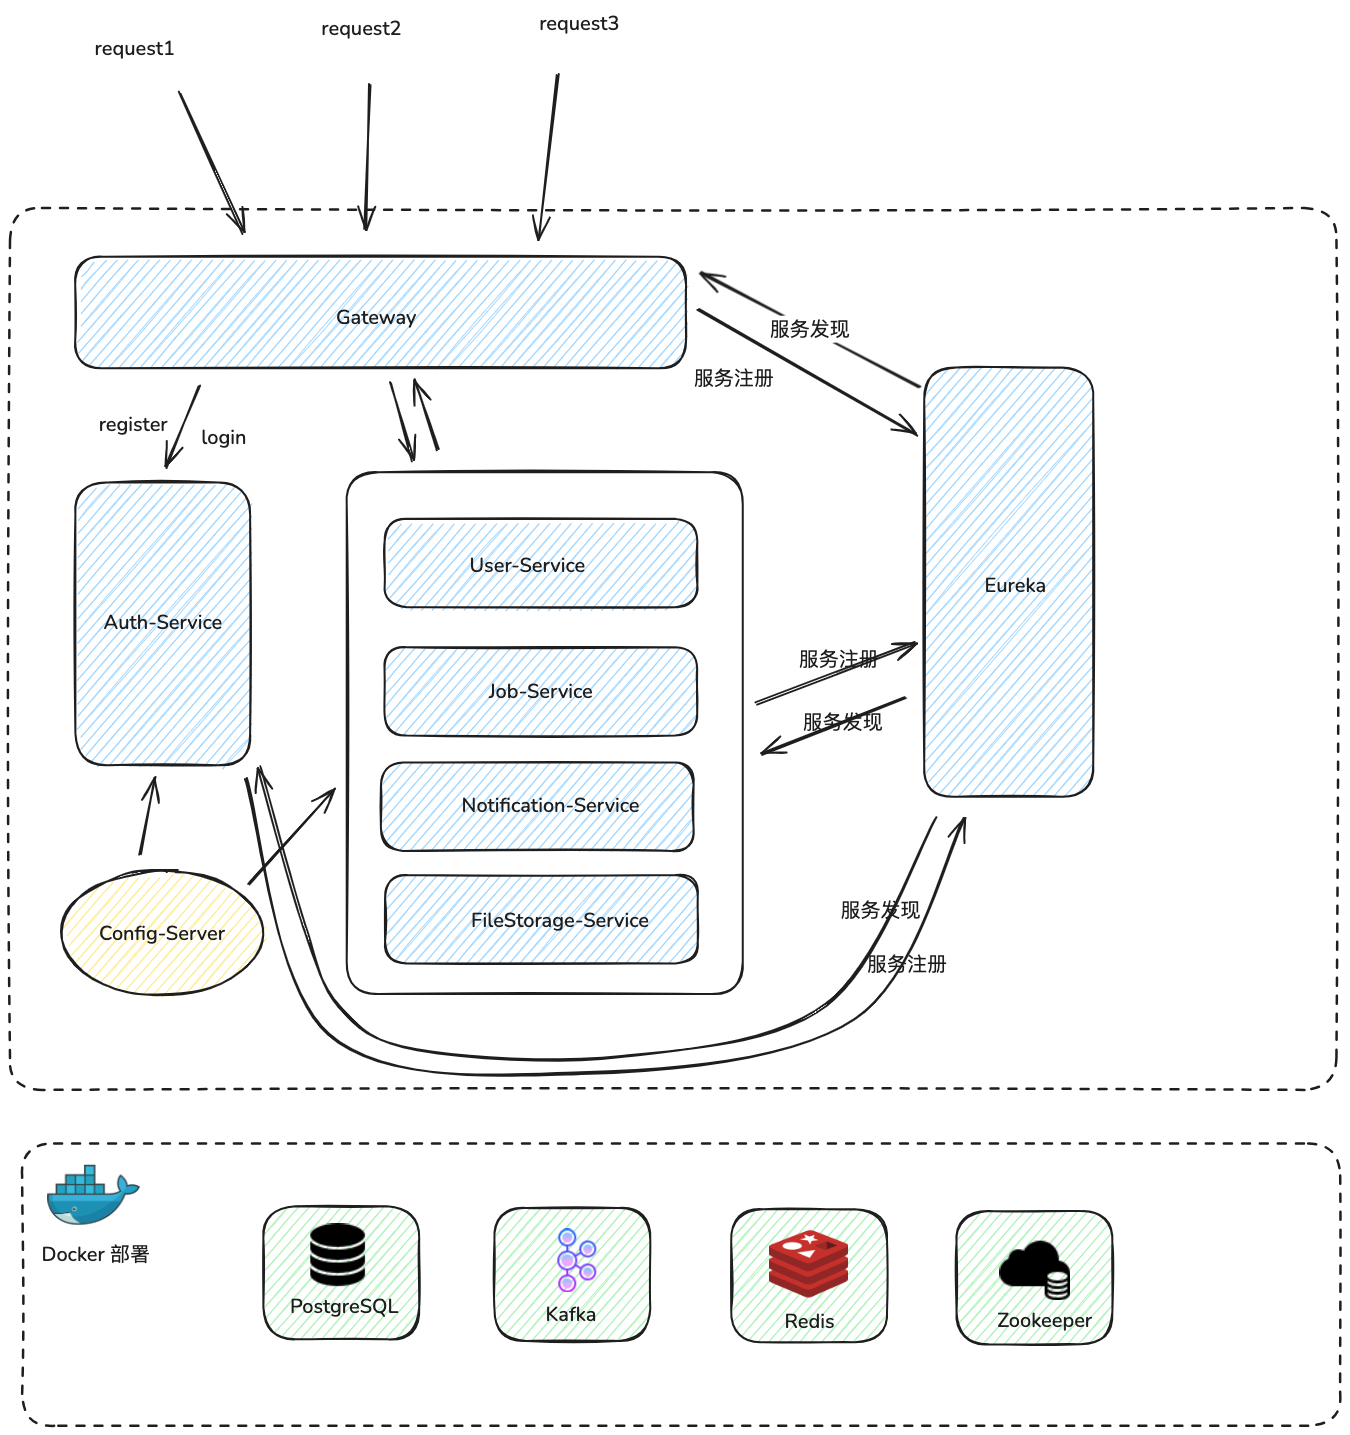 request1
request2
request3
Gateway
服务发现
服务注册
register
login
User-Service
Eureka
Auth-Service
服务注册
Job-Service
服务发现
Notification-Service
服务发现
FileStorage-Service
Config-Server
服务注册
Docker 部署
PostgreSQL
Kafka
Redis
Zookeeper